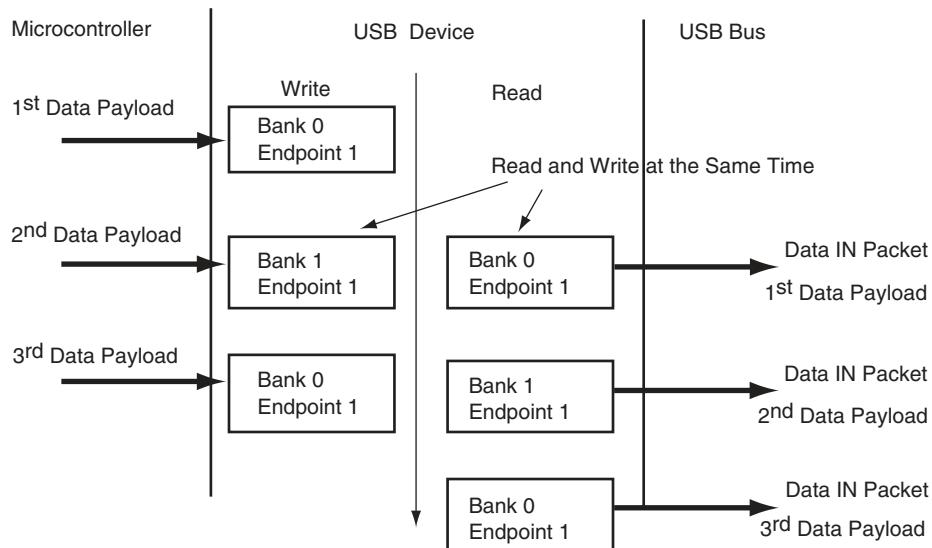 Microcontroller
USB Device
USB Bus
Write
Read
1st Data Payload
Bank 0
Endpoint 1
Read and Write at the Same Time
2nd Data Payload
Bank 1
Endpoint 1
Bank 0
Endpoint 1
Data IN Packet
1st Data Payload
3rd Data Payload
Bank 0
Endpoint 1
Bank 1
Endpoint 1
Data IN Packet
2nd Data Payload
Bank 0
Endpoint 1
Data IN Packet
3rd Data Payload